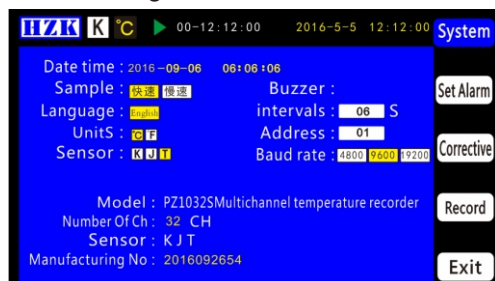 HZK K °C 00-12:12:00 2016-5-5 12:12:00 System
Date time : 2016-09-06 06:06:06
Sample : 快速 慢速 Buzzer :
Set Alarm
Language : English intervals : 06 S
UnitS : °C °F Address : 01
Sensor : K J T Baud rate : 4800 9600 19200
Corrective
Model : PZ1032SMultichannel temperature recorder
Record
Number Of Ch : 32 CH
Sensor : K J T
Manufacturing No : 2016092654
Exit